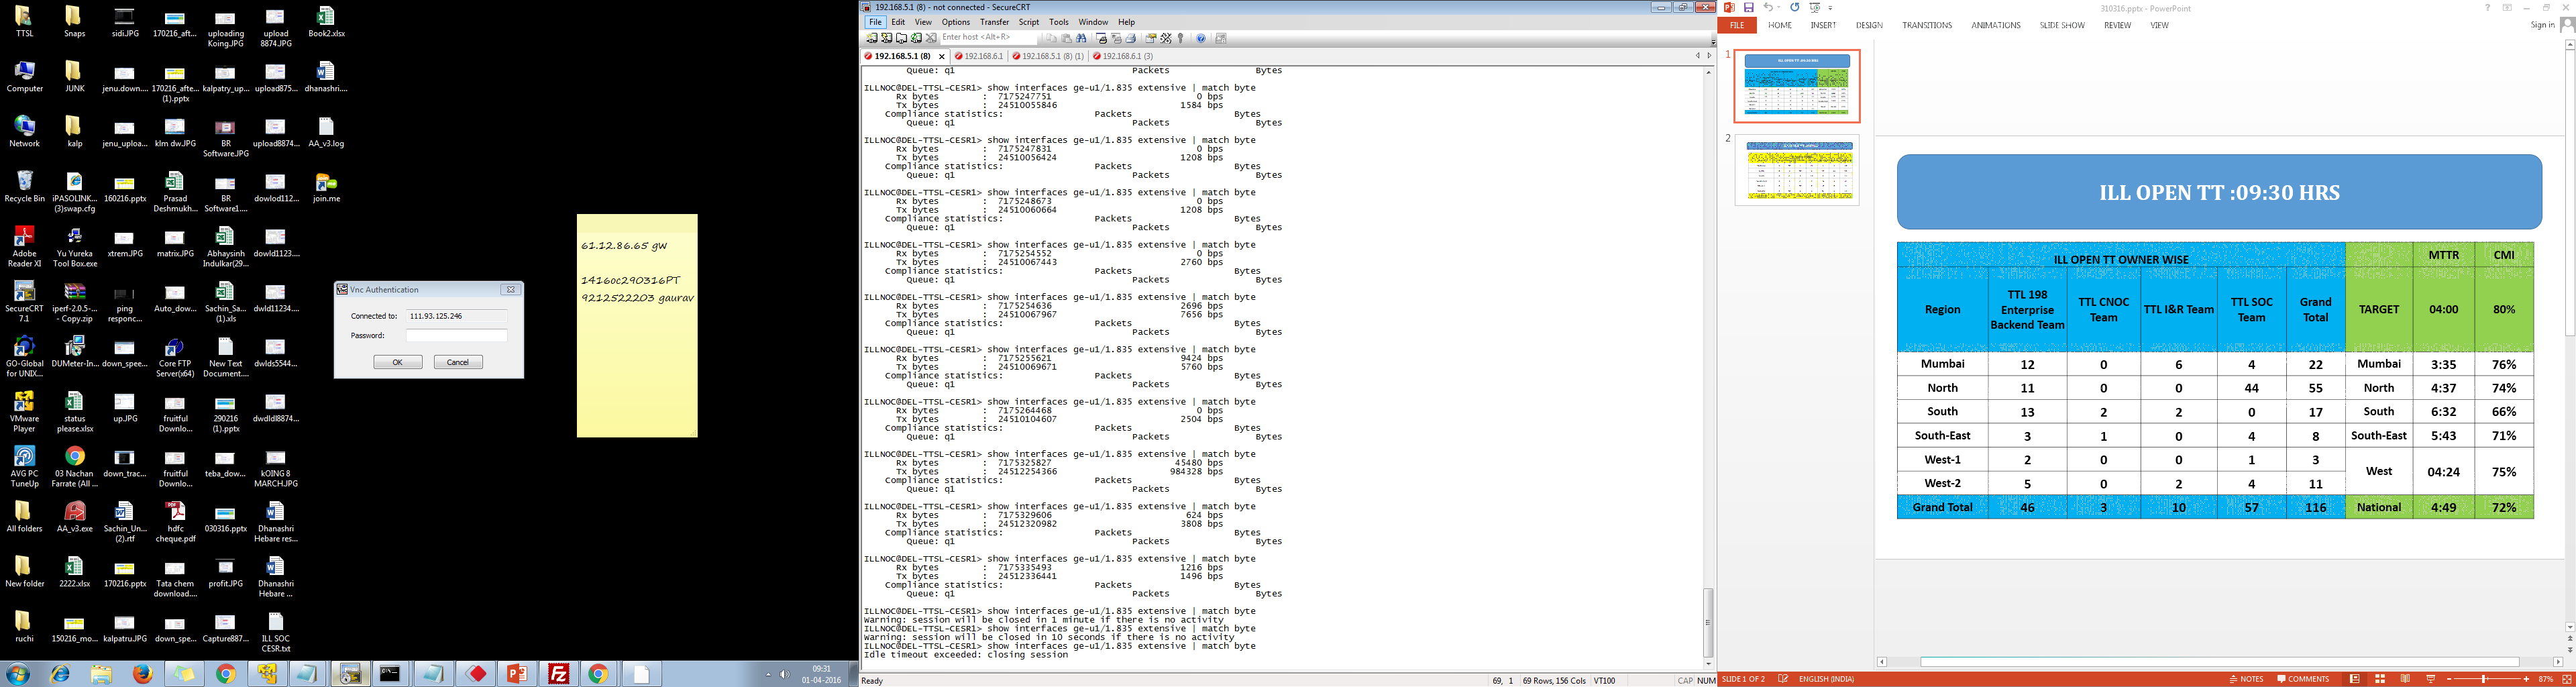 TTSL
Snaps
sidi.JPG
170216_aft...
uploading Koing.JPG
upload 8874.JPG
Book2.xlsx
Computer
JUNK
jenu.down....
170216_afte... (1).pptx
kalpatry_up...
upload875...
dhanashri....
Network
kalp
jenu_uploa...
klm dw.JPG
BR Software.JPG
upload8874...
AA_v3.log
Recycle Bin
iPASOLINK... (3)swap.cfg
160216.pptx
Prasad Deshmukh...
BR Software1....
dowlod112...
join.me
Adobe Reader XI
Yu Yureka Tool Box.exe
xtrem.JPG
matrix.JPG
Abhaysinh Indulkar(29...
dowld1123....
SecureCRT 7.1
iperf-2.0.5-... - Copy.zip
ping responc...
Auto_dow...
Sachin_Sa... (1).xls
dwld11234....
GO-Global for UNIX...
DUMeter-In...
down_spee...
Core FTP Server(x64)
New Text Document....
dwlds5544...
VMware Player
status please.xlsx
up.JPG
fruitful Downlo...
290216 (1).pptx
dwdldl8874...
AVG PC TuneUp
03 Nachan Farrate (All ...
down_trac...
fruitful Downlo...
teba_dow...
kOING 8 MARCH.JPG
All folders
AA_v3.exe
Sachin_Un... (2).rtf
hdfc cheque.pdf
030316.pptx
Dhanashri Hebare res...
New folder
2222.xlsx
170216.pptx
Tata chem download....
profit.JPG
Dhanashri Hebare ...
ruchi
150216_mo...
kalpatru.JPG
down_spe...
Capture887...
ILL SOC CESR.txt
Vnc Authentication
Connected to: 111.93.125.246
Password:
OK Cancel
61.12.86.65 gw
1416oc290316PT
9212522203 gaurav
09:31
01-04-2016
192.168.5.1 (8) - not connected - SecureCRT
File Edit View Options Transfer Script Tools Window Help
Enter host <Alt+R>
192.168.5.1 (8) 192.168.6.1 192.168.5.1 (8) (1) 192.168.6.1 (3)
Queue: q1 Packets Bytes
ILLNOC@DEL-TTSL-CESR1> show interfaces ge-u1/1.835 extensive | match byte
Rx bytes : 7175247751 0 bps
Tx bytes : 24510055846 1584 bps
Compliance statistics: Packets Bytes
Queue: q1 Packets Bytes
ILLNOC@DEL-TTSL-CESR1> show interfaces ge-u1/1.835 extensive | match byte
Rx bytes : 7175247831 0 bps
Tx bytes : 24510056424 1208 bps
Compliance statistics: Packets Bytes
Queue: q1 Packets Bytes
ILLNOC@DEL-TTSL-CESR1> show interfaces ge-u1/1.835 extensive | match byte
Rx bytes : 7175248673 0 bps
Tx bytes : 24510060664 1208 bps
Compliance statistics: Packets Bytes
Queue: q1 Packets Bytes
ILLNOC@DEL-TTSL-CESR1> show interfaces ge-u1/1.835 extensive | match byte
Rx bytes : 7175254552 0 bps
Tx bytes : 24510067443 2760 bps
Compliance statistics: Packets Bytes
Queue: q1 Packets Bytes
ILLNOC@DEL-TTSL-CESR1> show interfaces ge-u1/1.835 extensive | match byte
Rx bytes : 7175254636 2696 bps
Tx bytes : 24510067967 7656 bps
Compliance statistics: Packets Bytes
Queue: q1 Packets Bytes
ILLNOC@DEL-TTSL-CESR1> show interfaces ge-u1/1.835 extensive | match byte
Rx bytes : 7175255621 9424 bps
Tx bytes : 24510069671 5760 bps
Compliance statistics: Packets Bytes
Queue: q1 Packets Bytes
ILLNOC@DEL-TTSL-CESR1> show interfaces ge-u1/1.835 extensive | match byte
Rx bytes : 7175264468 0 bps
Tx bytes : 24510104607 2504 bps
Compliance statistics: Packets Bytes
Queue: q1 Packets Bytes
ILLNOC@DEL-TTSL-CESR1> show interfaces ge-u1/1.835 extensive | match byte
Rx bytes : 7175325827 45480 bps
Tx bytes : 24512254366 984328 bps
Compliance statistics: Packets Bytes
Queue: q1 Packets Bytes
ILLNOC@DEL-TTSL-CESR1> show interfaces ge-u1/1.835 extensive | match byte
Rx bytes : 7175329606 624 bps
Tx bytes : 24512320982 3808 bps
Compliance statistics: Packets Bytes
Queue: q1 Packets Bytes
ILLNOC@DEL-TTSL-CESR1> show interfaces ge-u1/1.835 extensive | match byte
Rx bytes : 7175335493 1216 bps
Tx bytes : 24512336441 1496 bps
Compliance statistics: Packets Bytes
Queue: q1 Packets Bytes
ILLNOC@DEL-TTSL-CESR1> show interfaces ge-u1/1.835 extensive | match byte
Warning: session will be closed in 1 minute if there is no activity
ILLNOC@DEL-TTSL-CESR1> show interfaces ge-u1/1.835 extensive | match byte
Warning: session will be closed in 10 seconds if there is no activity
ILLNOC@DEL-TTSL-CESR1> show interfaces ge-u1/1.835 extensive | match byte
Idle timeout exceeded: closing session
Ready 69, 1 69 Rows, 156 Cols VT100 CAP NUM
310316.pptx - PowerPoint
FILE HOME INSERT DESIGN TRANSITIONS ANIMATIONS SLIDE SHOW REVIEW VIEW Sign in
1
2
ILL OPEN TT :09:30 HRS
ILL OPEN TT OWNER WISE MTTR CMI
Region TTL 198 Enterprise Backend Team TTL CNOC Team TTL I&R Team TTL SOC Team Grand Total TARGET 04:00 80%
Mumbai 12 0 6 4 22 Mumbai 3:35 76%
North 11 0 0 44 55 North 4:37 74%
South 13 2 2 0 17 South 6:32 66%
South-East 3 1 0 4 8 South-East 5:43 71%
West-1 2 0 0 1 3 West 04:24 75%
West-2 5 0 2 4 11
Grand Total 46 3 10 57 116 National 4:49 72%
SLIDE 1 OF 2 ENGLISH (INDIA) NOTES COMMENTS 87%